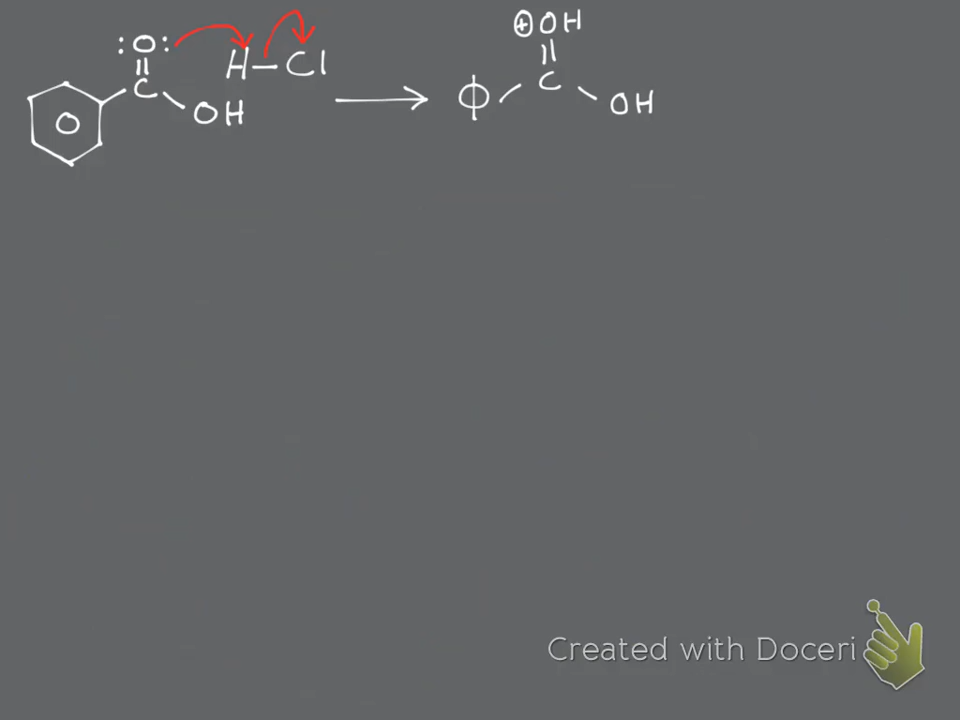 ⊕OH
:O: H–Cl
C OH → Φ C OH
Created with Doceri